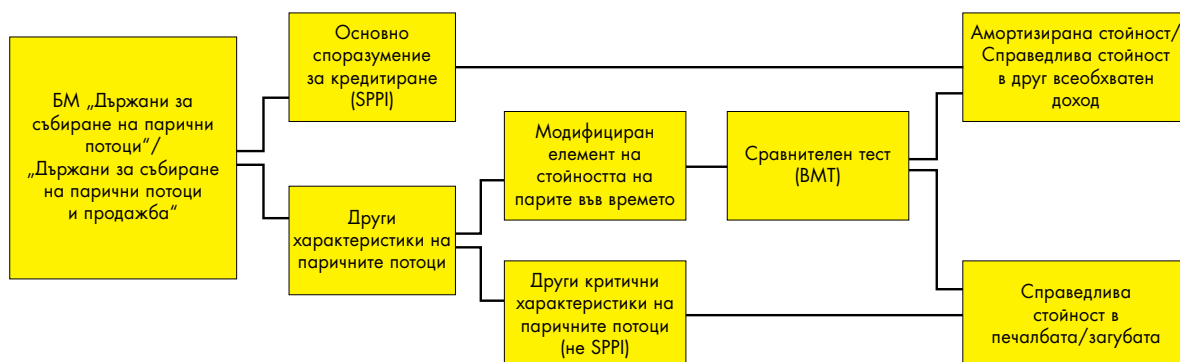 БМ „Държани за
събиране на парични
потоци“/
„Държани за събиране
на парични потоци
и продажба“
Основно
споразумение
за кредитиране
(SPPI)
Други
характеристики на
паричните потоци
Модифициран
елемент на
стойността на
парите във времето
Други критични
характеристики на
паричните потоци
(не SPPI)
Сравнителен тест
(BMT)
Амортизирана стойност/
Справедлива стойност
в друг всеобхватен
доход
Справедлива
стойност в
печалбата/загубата